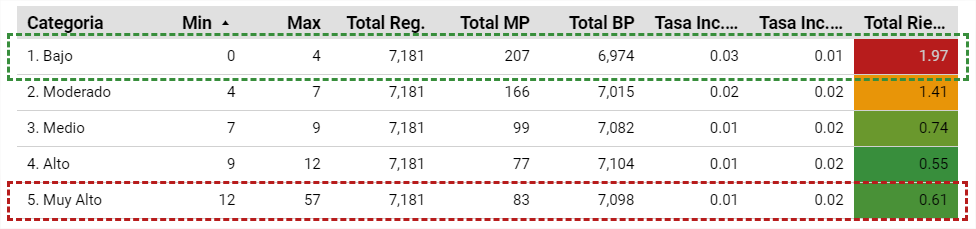 Categoria Min Max Total Reg. Total MP Total BP Tasa Inc.... Tasa Inc.... Total Rie...
1. Bajo 0 4 7,181 207 6,974 0.03 0.01 1.97
2. Moderado 4 7 7,181 166 7,015 0.02 0.02 1.41
3. Medio 7 9 7,181 99 7,082 0.01 0.02 0.74
4. Alto 9 12 7,181 77 7,104 0.01 0.02 0.55
5. Muy Alto 12 57 7,181 83 7,098 0.01 0.02 0.61